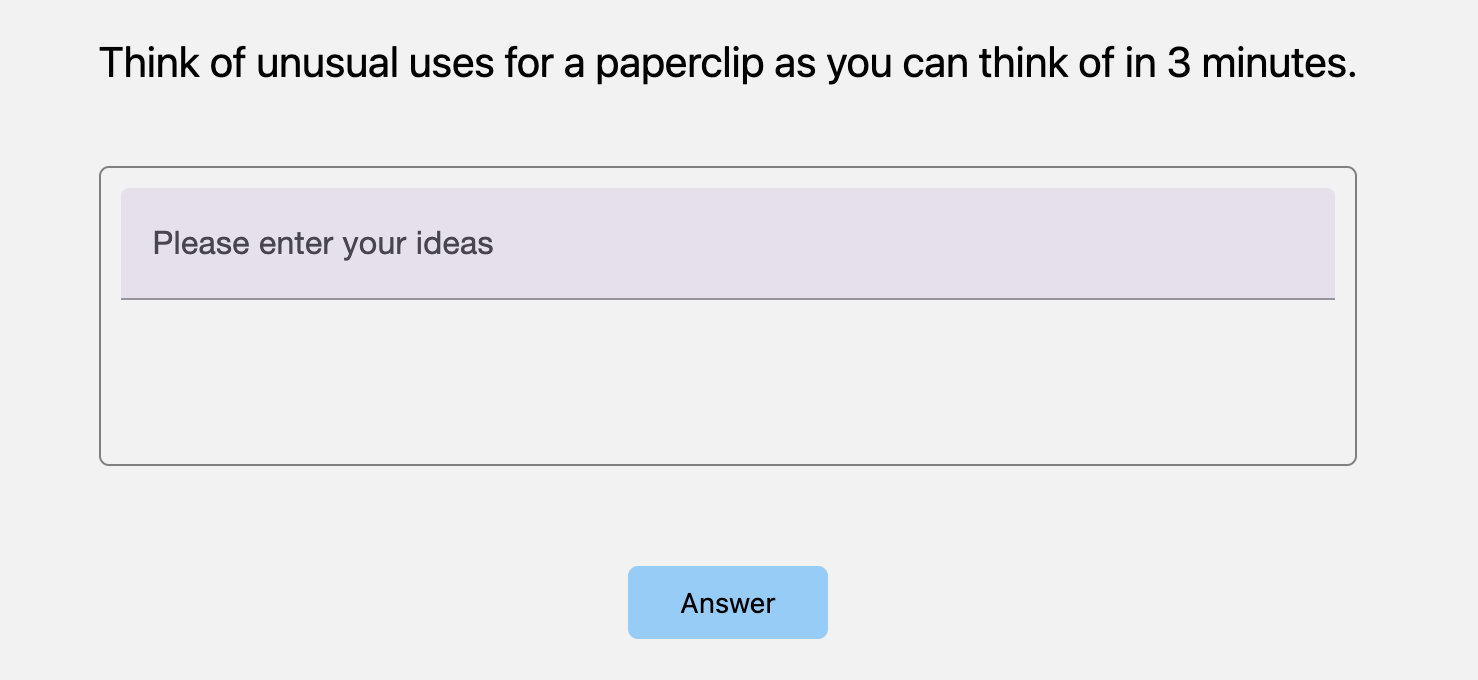 Think of unusual uses for a paperclip as you can think of in 3 minutes.
Please enter your ideas
Answer